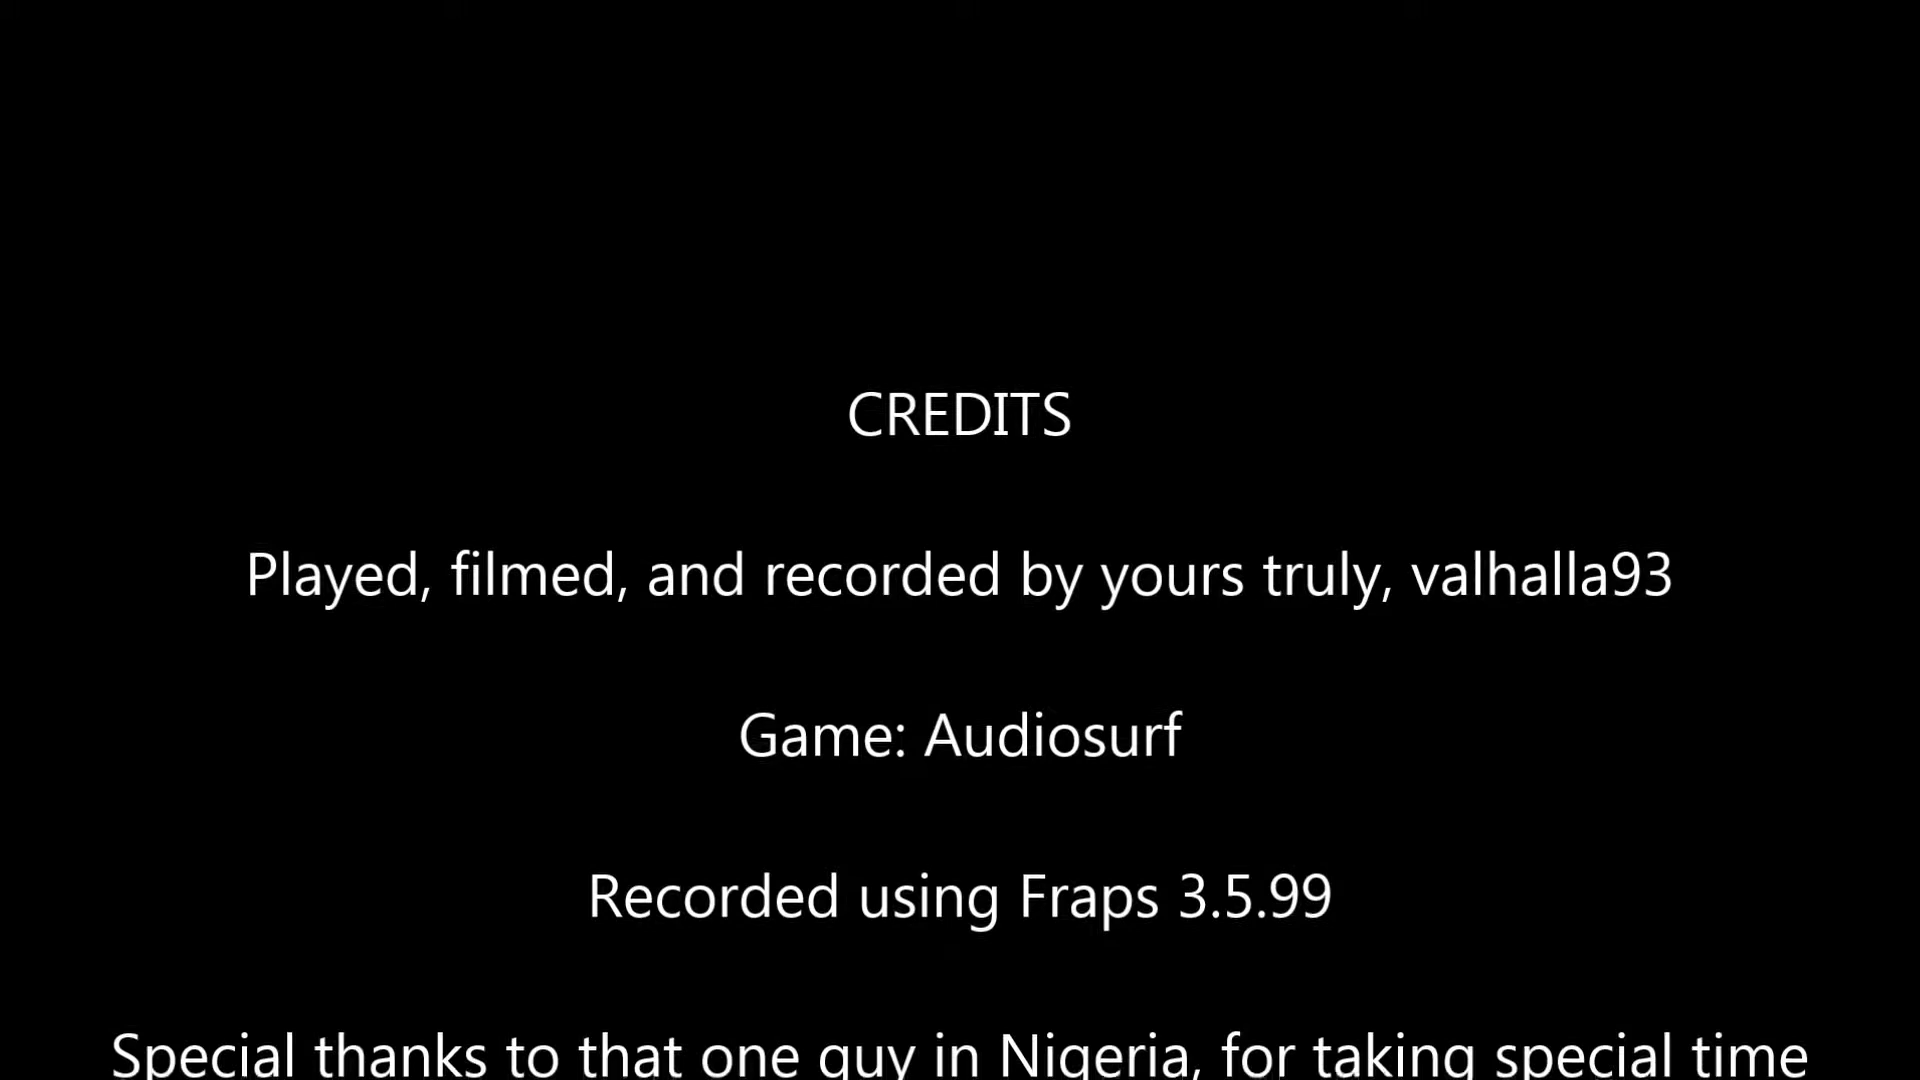 CREDITS
Played, filmed, and recorded by yours truly, valhalla93
Game: Audiosurf
Recorded using Fraps 3.5.99
Special thanks to that one guy in Nigeria, for taking special time